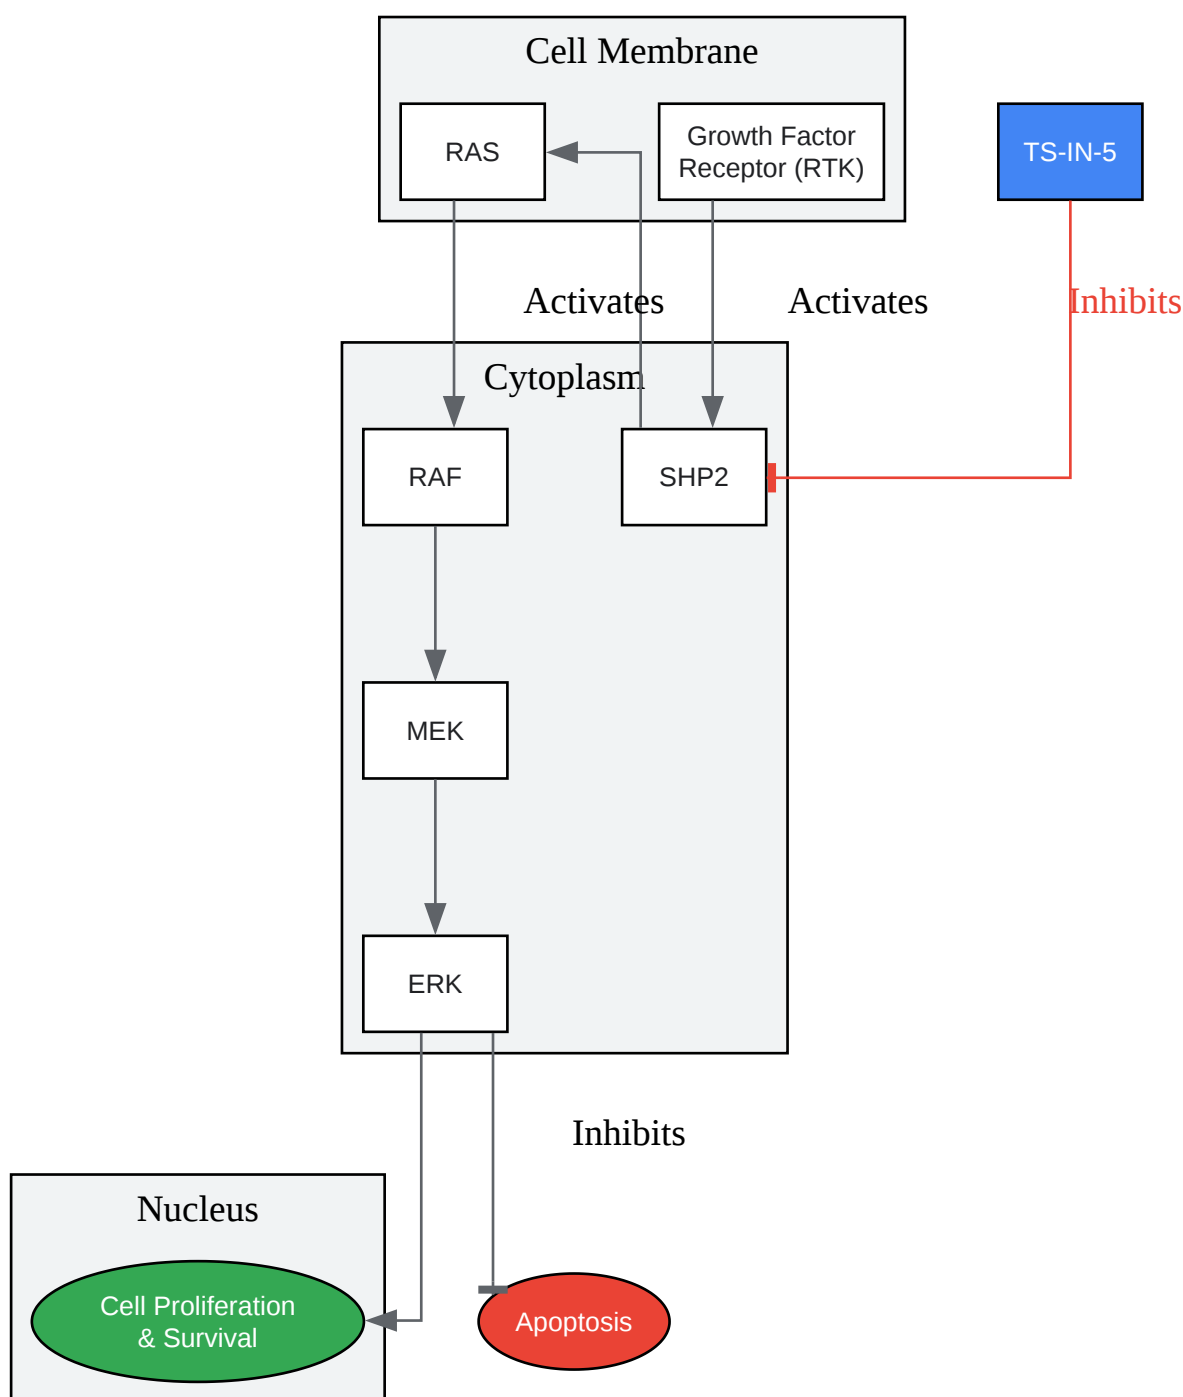 Cell Membrane
RAS
Growth Factor
Receptor (RTK)
TS-IN-5
Activates
Activates
Inhibits
Cytoplasm
RAF
SHP2
MEK
ERK
Inhibits
Nucleus
Cell Proliferation
& Survival
Apoptosis